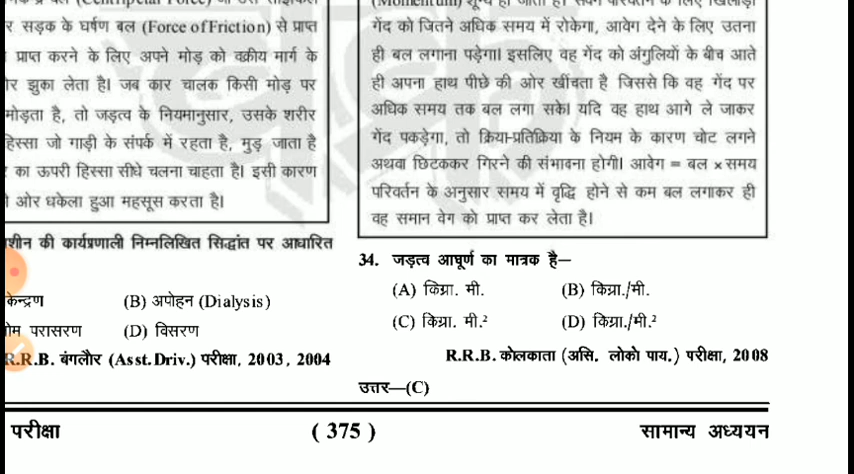 र सड़क के घर्षण बल (Force of Friction) से प्राप्त
प्राप्त करने के लिए अपने मोड़ को वक्रीय मार्ग के
र झुका लेता है। जब कार चालक किसी मोड़ पर
मोड़ता है, तो जड़त्व के नियमानुसार, उसके शरीर
हिस्सा जो गाड़ी के संपर्क में रहता है, मुड़ जाता है
का ऊपरी हिस्सा सीधे चलना चाहता है। इसी कारण
ओर धकेला हुआ महसूस करता है।
शीन की कार्यप्रणाली निम्नलिखित सिद्धांत पर आधारित
केन्द्रण (B) अपोहन (Dialysis)
परासरण (D) विसरण
R.R.B. बंगलौर (Asst. Driv.) परीक्षा, 2003, 2004
गेंद को जितने अधिक समय में रोकेगा, आवेग देने के लिए उतना
ही बल लगाना पड़ेगा। इसलिए वह गेंद को अंगुलियों के बीच आते
ही अपना हाथ पीछे की ओर खींचता है जिससे कि वह गेंद पर
अधिक समय तक बल लगा सके। यदि वह हाथ आगे ले जाकर
गेंद पकड़ेगा, तो क्रिया-प्रतिक्रिया के नियम के कारण चोट लगने
अथवा छिटककर गिरने की संभावना होगी। आवेग = बल × समय
परिवर्तन के अनुसार समय में वृद्धि होने से कम बल लगाकर ही
वह समान वेग को प्राप्त कर लेता है।
34. जड़त्व आघूर्ण का मात्रक है—
(A) किग्रा. मी. (B) किग्रा./मी.
(C) किग्रा. मी.² (D) किग्रा./मी.²
R.R.B. कोलकाता (असि. लोको पाय.) परीक्षा, 2008
उत्तर—(C)
परीक्षा ( 375 ) सामान्य अध्ययन